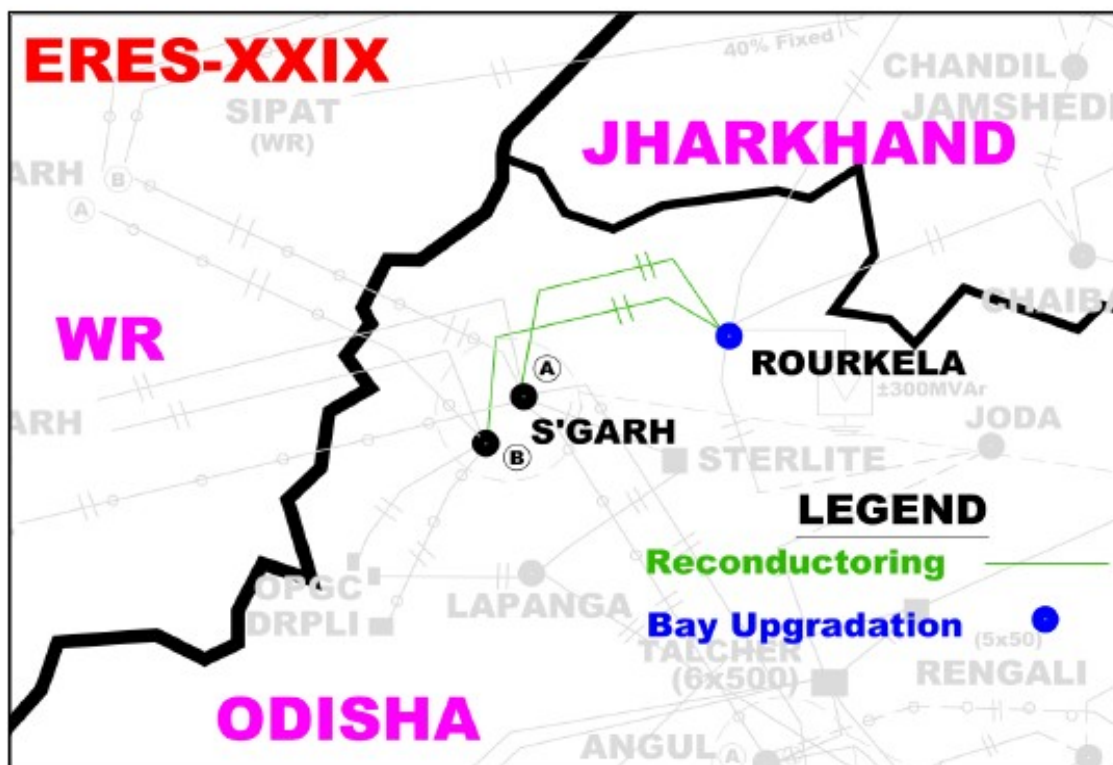 ERES-XXIX
40% Fixed
CHANDIL
SIPAT
(WR)
JAMSHED
JHARKHAND
ARH
B
A
CHAIBA
WR
ROURKELA
A
±300MVAr
ARH
S'GARH
JODA
B
STERLITE
LEGEND
Reconductoring
OPGC
LAPANGA
DRPLI
Bay Upgradation
(5x50)
TALCHER
RENGALI
(6x500)
ODISHA
ANGUL
A